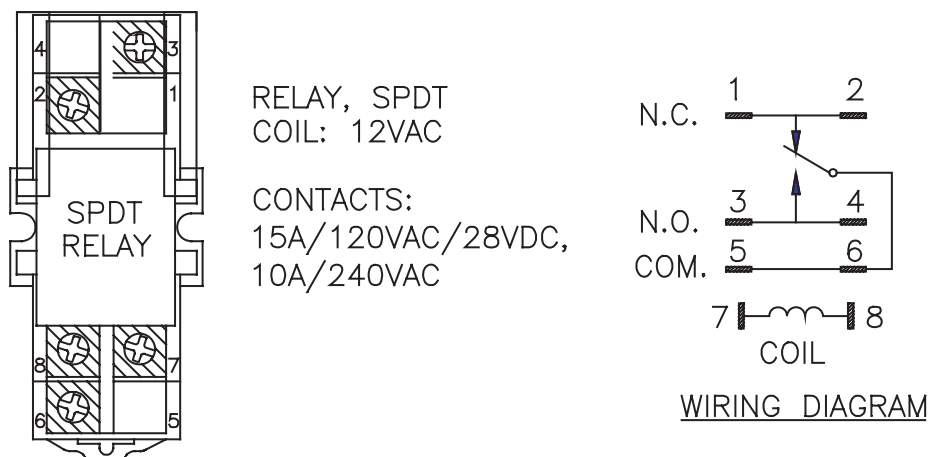 4 3
2 1
SPDT
RELAY
8 7
6 5
RELAY, SPDT
COIL: 12VAC
CONTACTS:
15A/120VAC/28VDC,
10A/240VAC
N.C. 1 2
N.O. 3 4
COM. 5 6
7 8
COIL
WIRING DIAGRAM